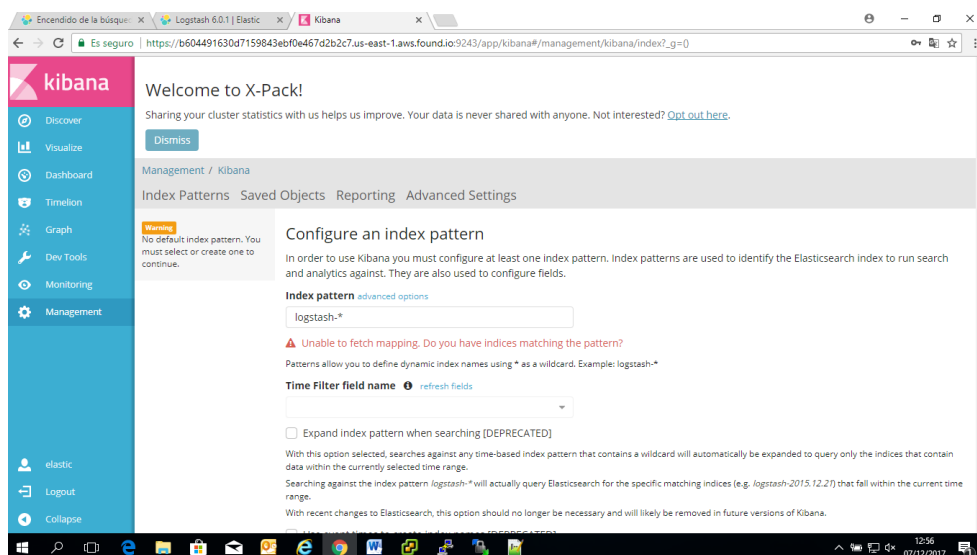 Encendido de la búsque
Logstash 6.0.1 | Elastic
Kibana
Es seguro | https://b604491630d7159843ebf0e467d2b2c7.us-east-1.aws.found.io:9243/app/kibana#/management/kibana/index?_g=()
kibana
Discover
Visualize
Dashboard
Timelion
Graph
Dev Tools
Monitoring
Management
elastic
Logout
Collapse
Welcome to X-Pack!
Sharing your cluster statistics with us helps us improve. Your data is never shared with anyone. Not interested? Opt out here.
Dismiss
Management / Kibana
Index Patterns Saved Objects Reporting Advanced Settings
Warning
No default index pattern. You
must select or create one to
continue.
Configure an index pattern
In order to use Kibana you must configure at least one index pattern. Index patterns are used to identify the Elasticsearch index to run search
and analytics against. They are also used to configure fields.
Index pattern advanced options
logstash-*
Unable to fetch mapping. Do you have indices matching the pattern?
Patterns allow you to define dynamic index names using * as a wildcard. Example: logstash-*
Time Filter field name refresh fields
Expand index pattern when searching [DEPRECATED]
With this option selected, searches against any time-based index pattern that contains a wildcard will automatically be expanded to query only the indices that contain
data within the currently selected time range.
Searching against the index pattern logstash-* will actually query Elasticsearch for the specific matching indices (e.g. logstash-2015.12.21) that fall within the current time
range.
With recent changes to Elasticsearch, this option should no longer be necessary and will likely be removed in future versions of Kibana.
Use event times to create index names [DEPRECATED]
12:56
07/12/2017